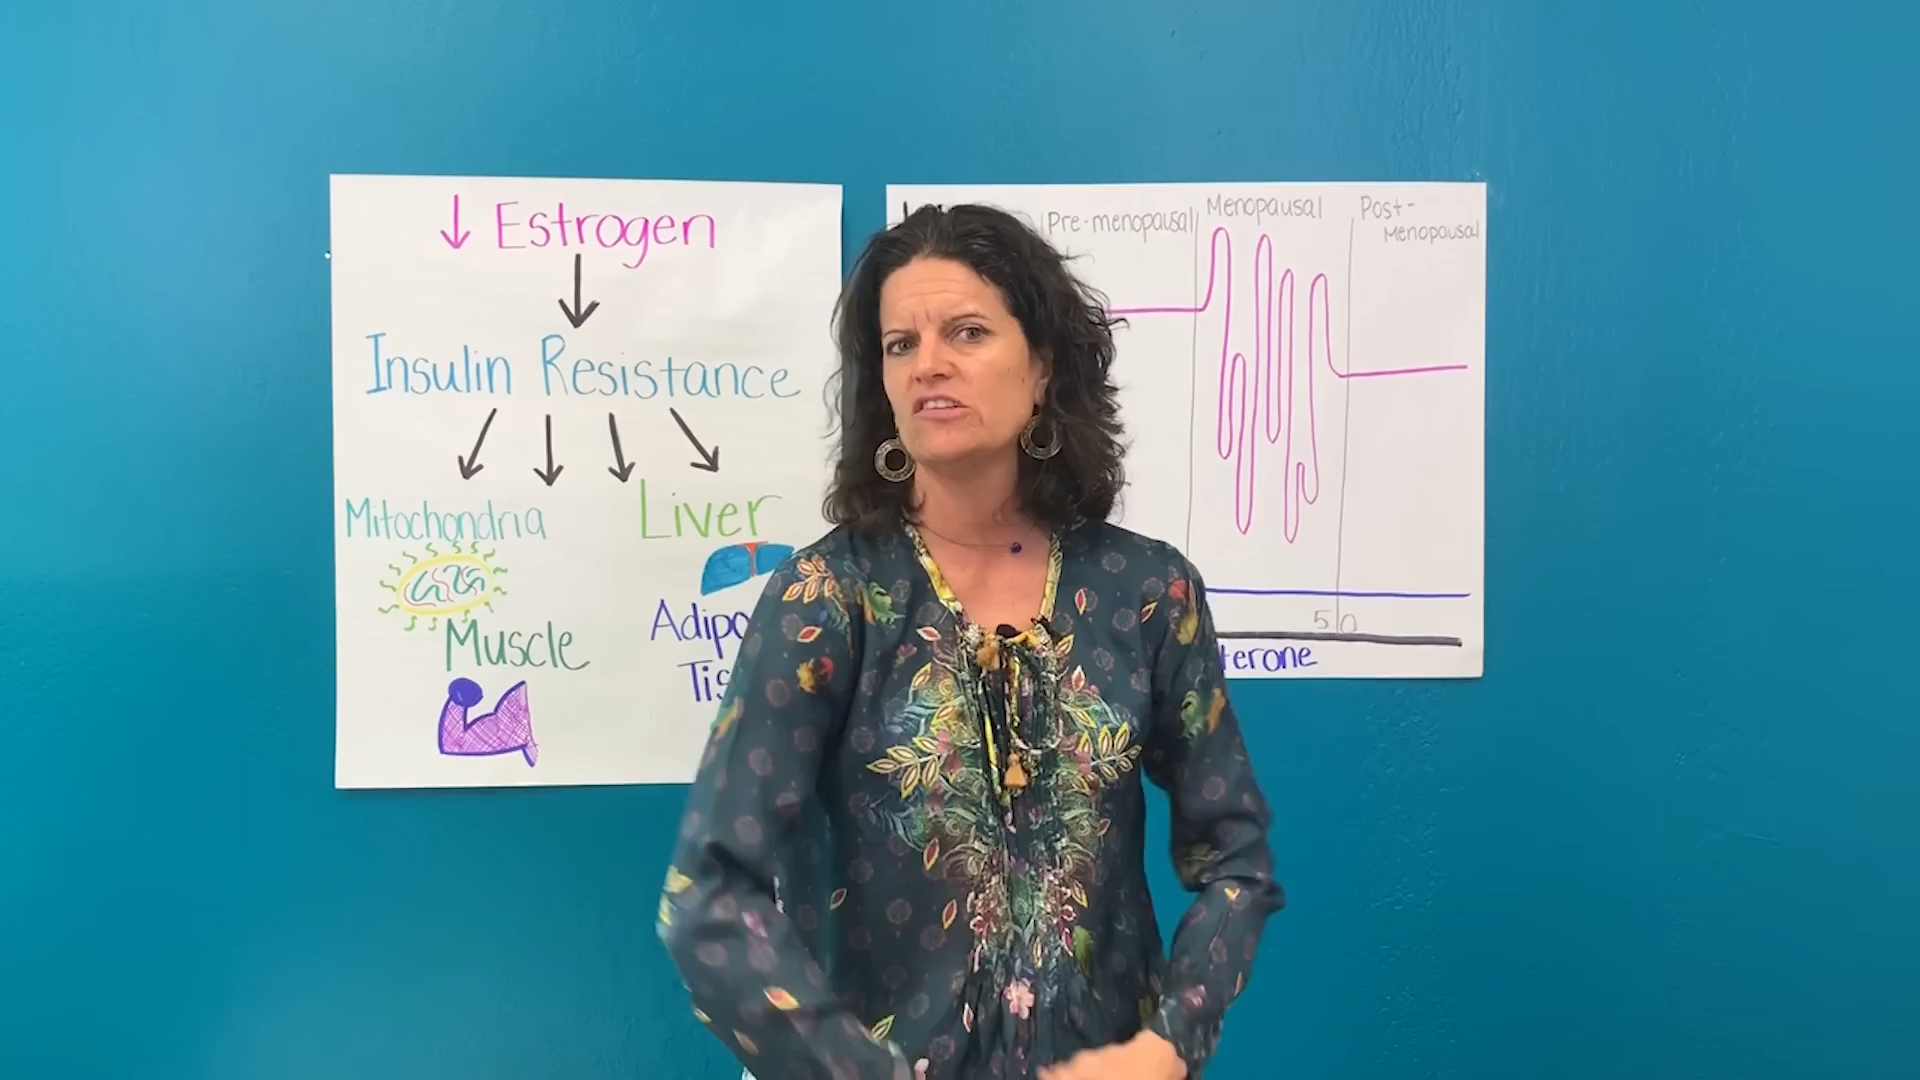 ↓ Estrogen
Insulin Resistance
Mitochondria
Liver
Muscle
Pre-menopausal
Menopausal
Post-
Menopausal
50